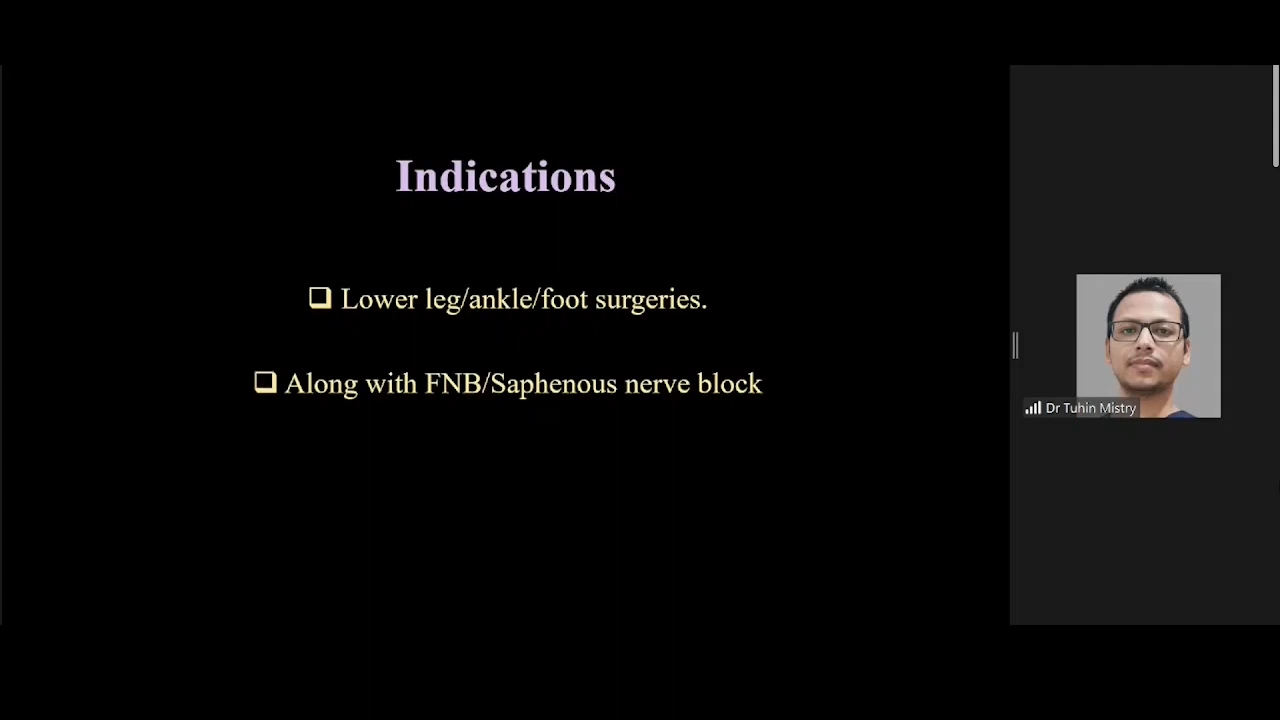 Indications
❑ Lower leg/ankle/foot surgeries.
❑ Along with FNB/Saphenous nerve block
Dr Tuhin Mistry